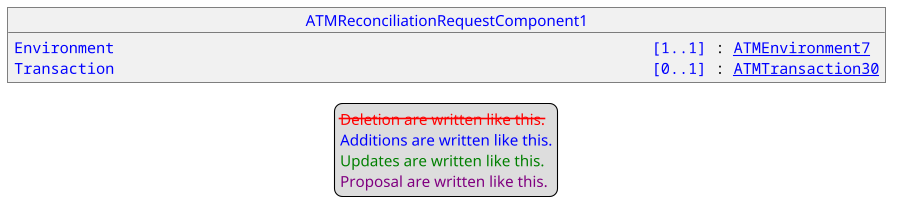 ATMReconciliationRequestComponent1
Environment [1..1] : ATMEnvironment7
Transaction [0..1] : ATMTransaction30
Deletion are written like this.
Additions are written like this.
Updates are written like this.
Proposal are written like this.